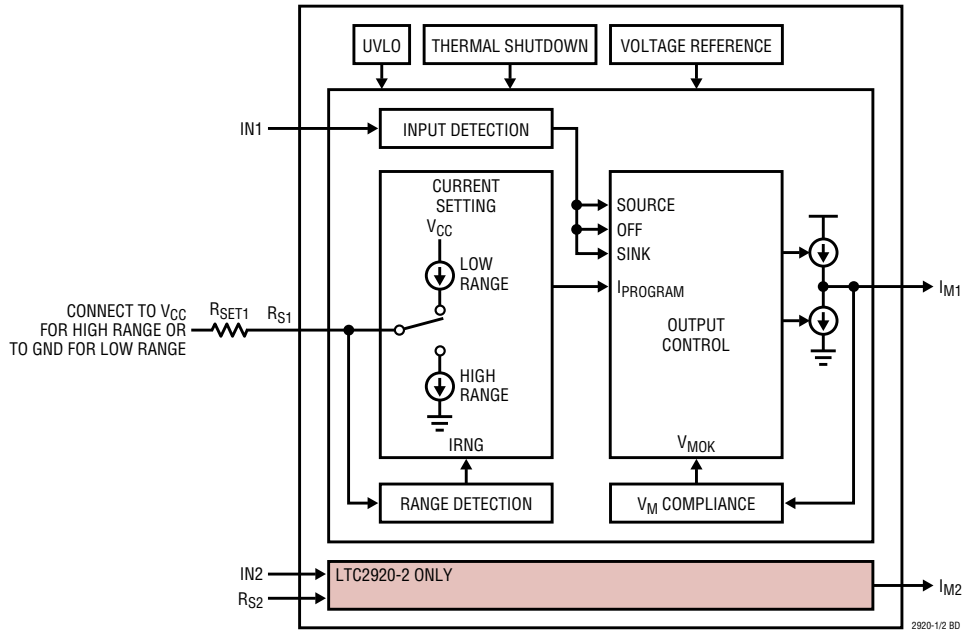 UVLO
THERMAL SHUTDOWN
VOLTAGE REFERENCE
IN1
INPUT DETECTION
CURRENT
SETTING
VCC
LOW
RANGE
HIGH
RANGE
IRNG
SOURCE
OFF
SINK
IPROGRAM
OUTPUT
CONTROL
VMOK
IM1
CONNECT TO VCC
FOR HIGH RANGE OR
TO GND FOR LOW RANGE
RSET1
RS1
RANGE DETECTION
VM COMPLIANCE
IN2
RS2
LTC2920-2 ONLY
IM2
2920-1/2 BD